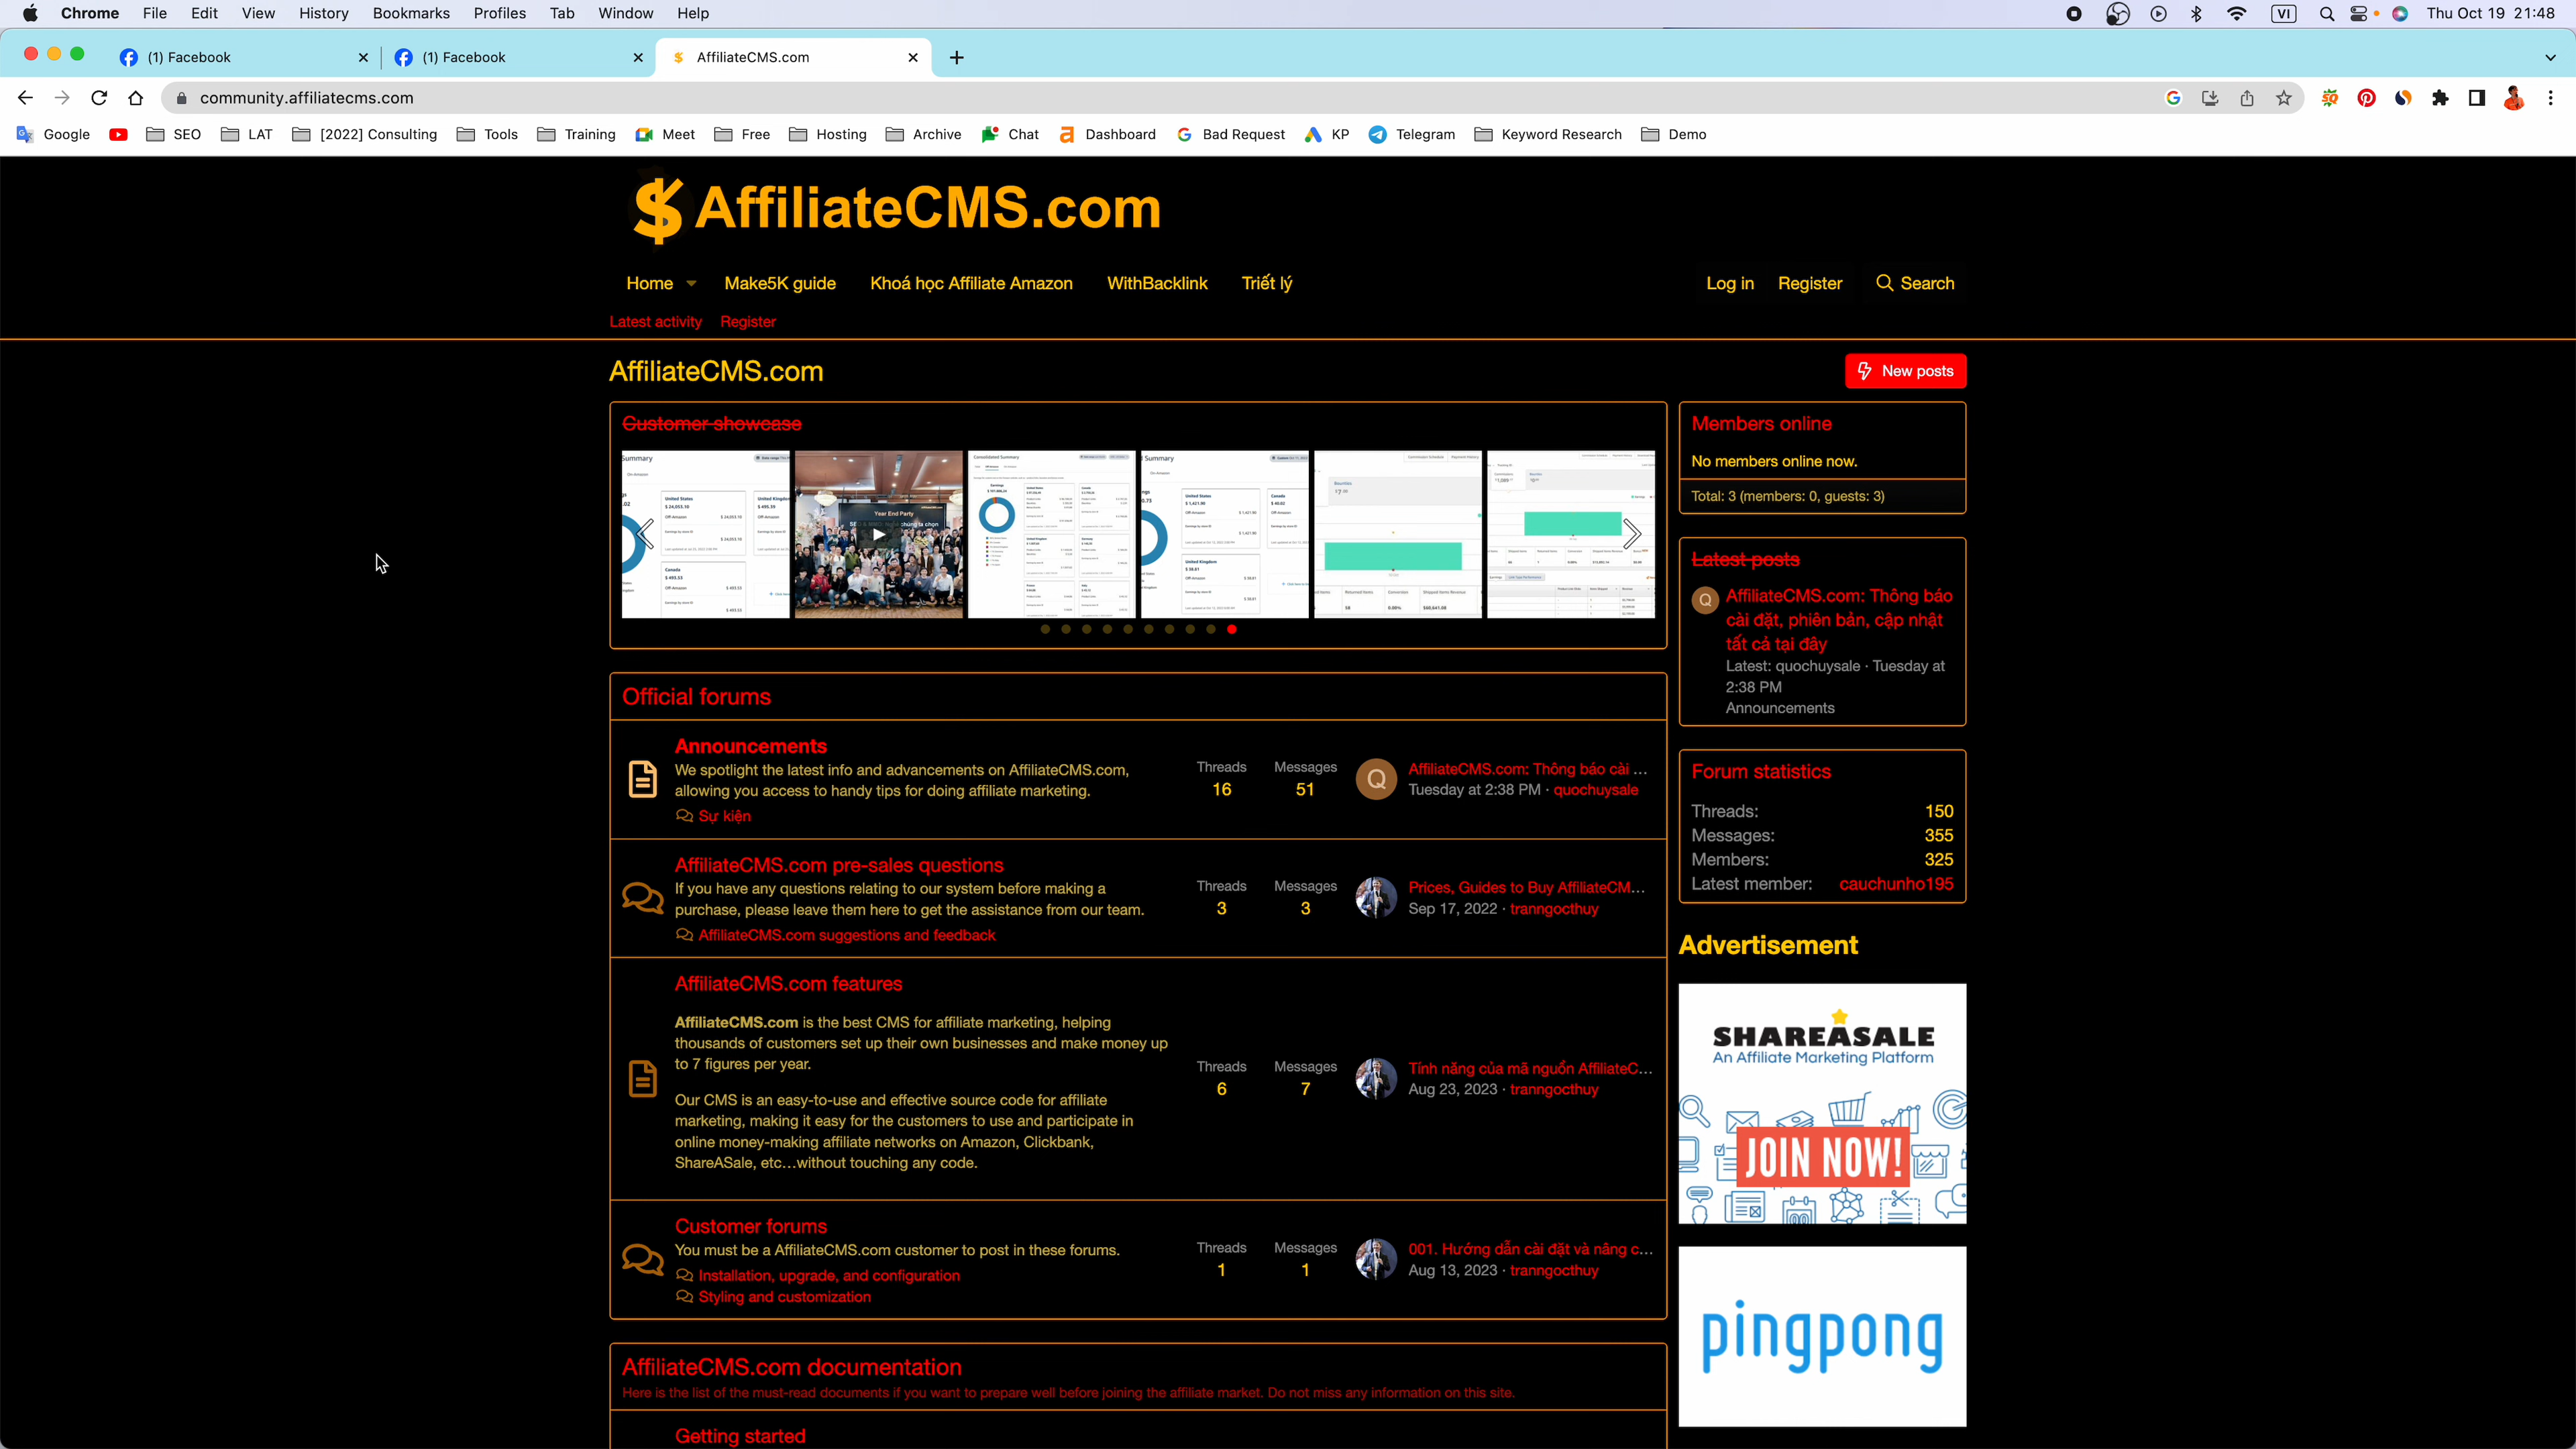 Chrome File Edit View History Bookmarks Profiles Tab Window Help
VI Thu Oct 19 21:48
(1) Facebook
(1) Facebook
AffiliateCMS.com
community.affiliatecms.com
Google SEO LAT [2022] Consulting Tools Training Meet Free Hosting Archive Chat Dashboard Bad Request KP Telegram Keyword Research Demo
$ AffiliateCMS.com
Home Make5K guide Khoá học Affiliate Amazon WithBacklink Triết lý
Log in Register Search
Latest activity Register
AffiliateCMS.com
New posts
Customer showcase
Year End Party
Official forums
Announcements
We spotlight the latest info and advancements on AffiliateCMS.com,
allowing you access to handy tips for doing affiliate marketing.
Sự kiện
Threads
16
Messages
51
Q
AffiliateCMS.com: Thông báo cài ...
Tuesday at 2:38 PM · quochuysale
AffiliateCMS.com pre-sales questions
If you have any questions relating to our system before making a
purchase, please leave them here to get the assistance from our team.
AffiliateCMS.com suggestions and feedback
Threads
3
Messages
3
Prices, Guides to Buy AffiliateCM...
Sep 17, 2022 · tranngocthuy
AffiliateCMS.com features
AffiliateCMS.com is the best CMS for affiliate marketing, helping
thousands of customers set up their own businesses and make money up
to 7 figures per year.
Our CMS is an easy-to-use and effective source code for affiliate
marketing, making it easy for the customers to use and participate in
online money-making affiliate networks on Amazon, Clickbank,
ShareASale, etc...without touching any code.
Threads
6
Messages
7
Tính năng của mã nguồn AffiliateC...
Aug 23, 2023 · tranngocthuy
Customer forums
You must be a AffiliateCMS.com customer to post in these forums.
Installation, upgrade, and configuration
Styling and customization
Threads
1
Messages
1
001. Hướng dẫn cài đặt và nâng c...
Aug 13, 2023 · tranngocthuy
AffiliateCMS.com documentation
Here is the list of the must-read documents if you want to prepare well before joining the affiliate market. Do not miss any information on this site.
Getting started
Members online
No members online now.
Total: 3 (members: 0, guests: 3)
Latest posts
Q
AffiliateCMS.com: Thông báo
cài đặt, phiên bản, cập nhật
tất cả tại đây
Latest: quochuysale · Tuesday at
2:38 PM
Announcements
Forum statistics
Threads: 150
Messages: 355
Members: 325
Latest member: cauchunho195
Advertisement
SHAREASALE
An Affiliate Marketing Platform
JOIN NOW!
pingpong